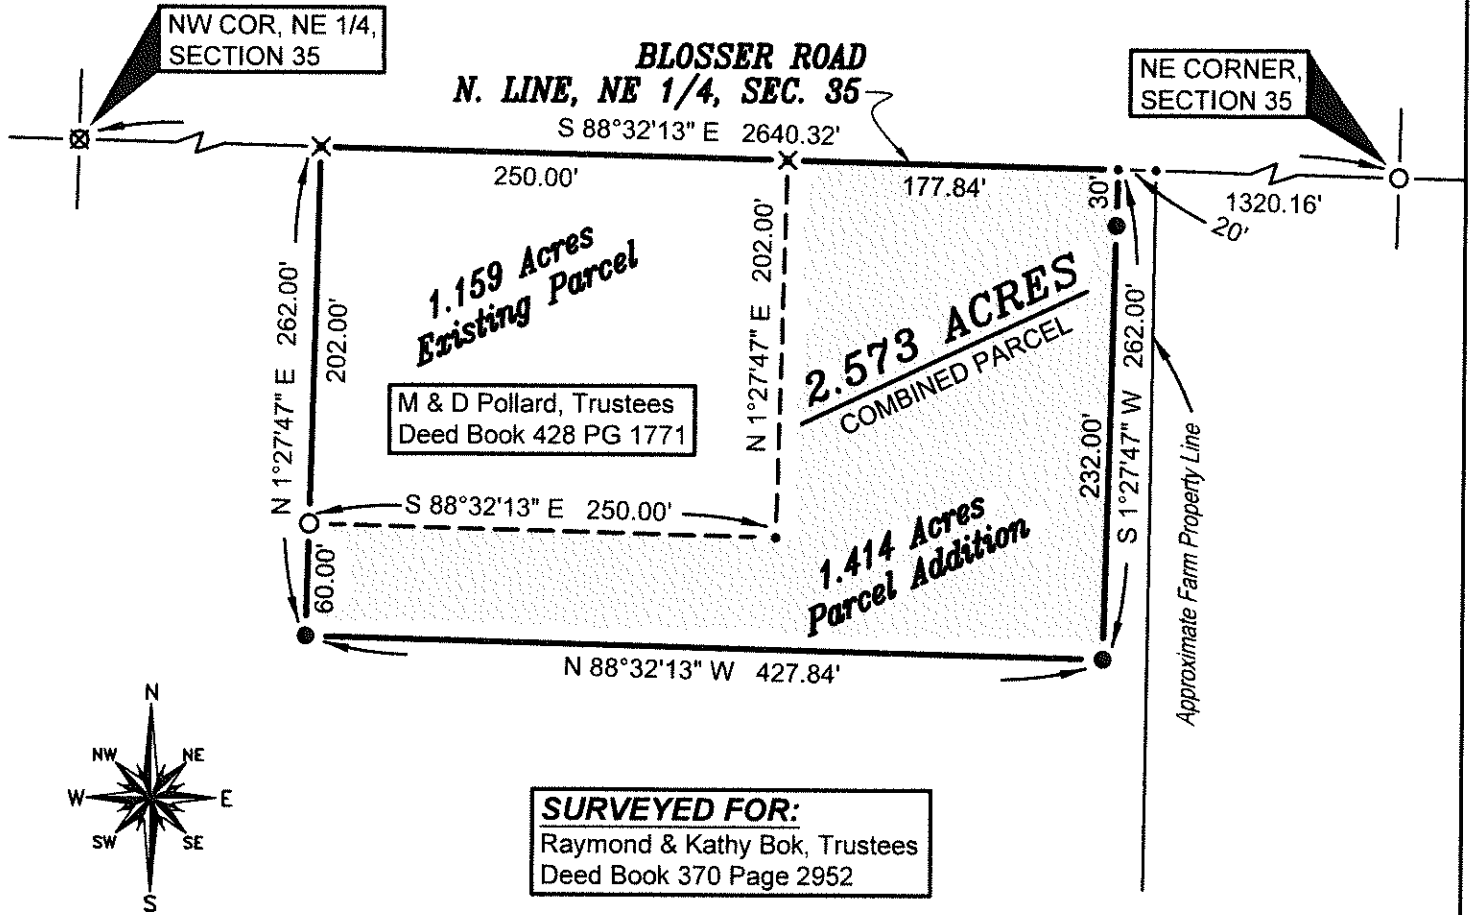 NW COR, NE 1/4,
SECTION 35
BLOSSER ROAD
N. LINE, NE 1/4, SEC. 35
S 88°32'13" E 2640.32'
NE CORNER,
SECTION 35
250.00'
177.84'
30'
20'
1320.16'
N 1°27'47" E 262.00'
202.00'
1.159 Acres
Existing Parcel
N 1°27'47" E 202.00'
2.573 ACRES
COMBINED PARCEL
M & D Pollard, Trustees
Deed Book 428 PG 1771
232.00'
S 1°27'47" W 262.00'
Approximate Farm Property Line
S 88°32'13" E 250.00'
60.00'
1.414 Acres
Parcel Addition
N 88°32'13" W 427.84'
N
NW
NE
W
E
SW
SE
S
SURVEYED FOR:
Raymond & Kathy Bok, Trustees
Deed Book 370 Page 2952